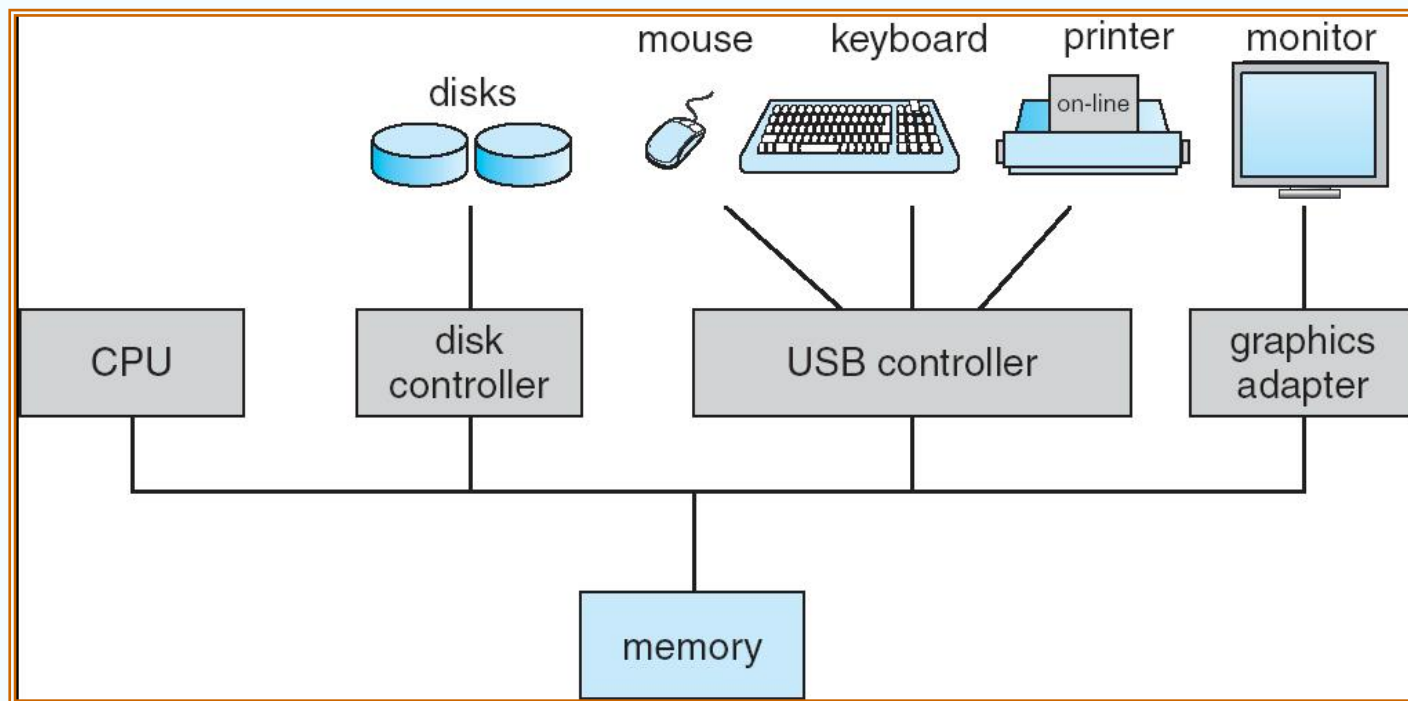 mouse keyboard printer monitor
disks
on-line
CPU
disk
controller
USB controller
graphics
adapter
memory